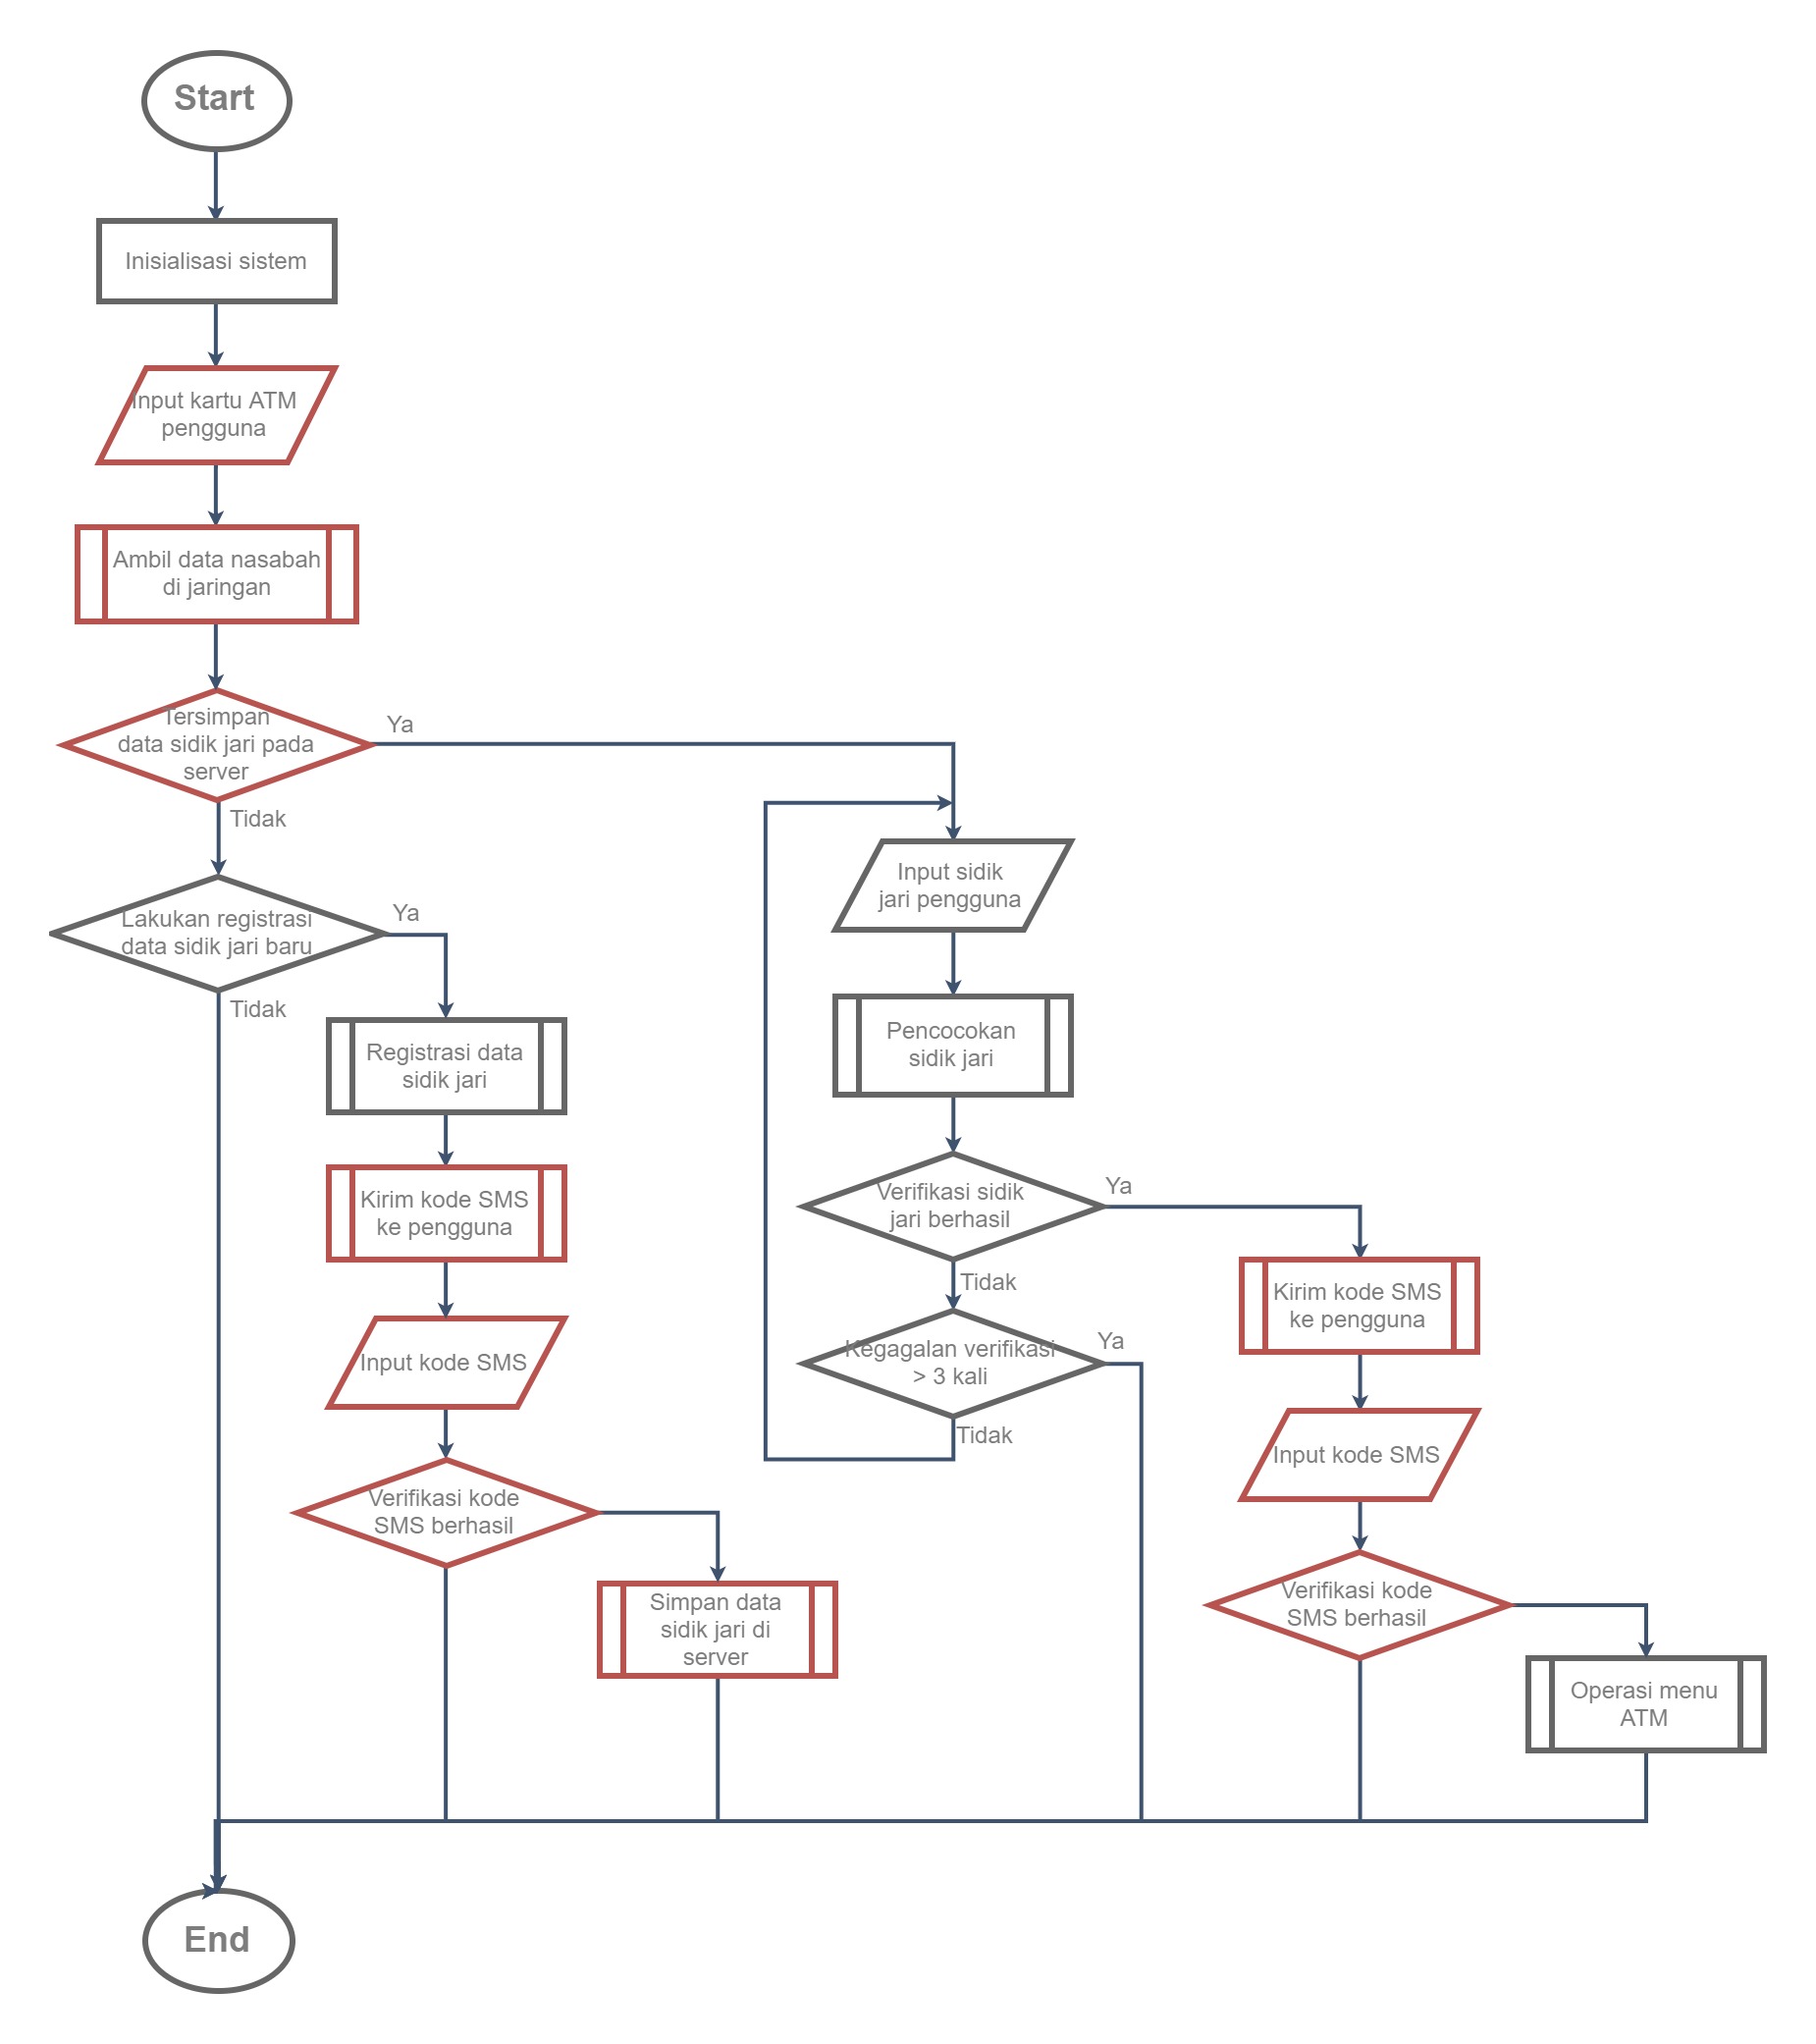 Start
Inisialisasi sistem
Input kartu ATM
pengguna
Ambil data nasabah
di jaringan
Tersimpan
data sidik jari pada
server
Ya
Tidak
Lakukan registrasi
data sidik jari baru
Ya
Tidak
Registrasi data
sidik jari
Kirim kode SMS
ke pengguna
Input kode SMS
Verifikasi kode
SMS berhasil
Simpan data
sidik jari di
server
Input sidik
jari pengguna
Pencocokan
sidik jari
Verifikasi sidik
jari berhasil
Ya
Tidak
Kegagalan verifikasi
> 3 kali
Ya
Tidak
Kirim kode SMS
ke pengguna
Input kode SMS
Verifikasi kode
SMS berhasil
Operasi menu
ATM
End